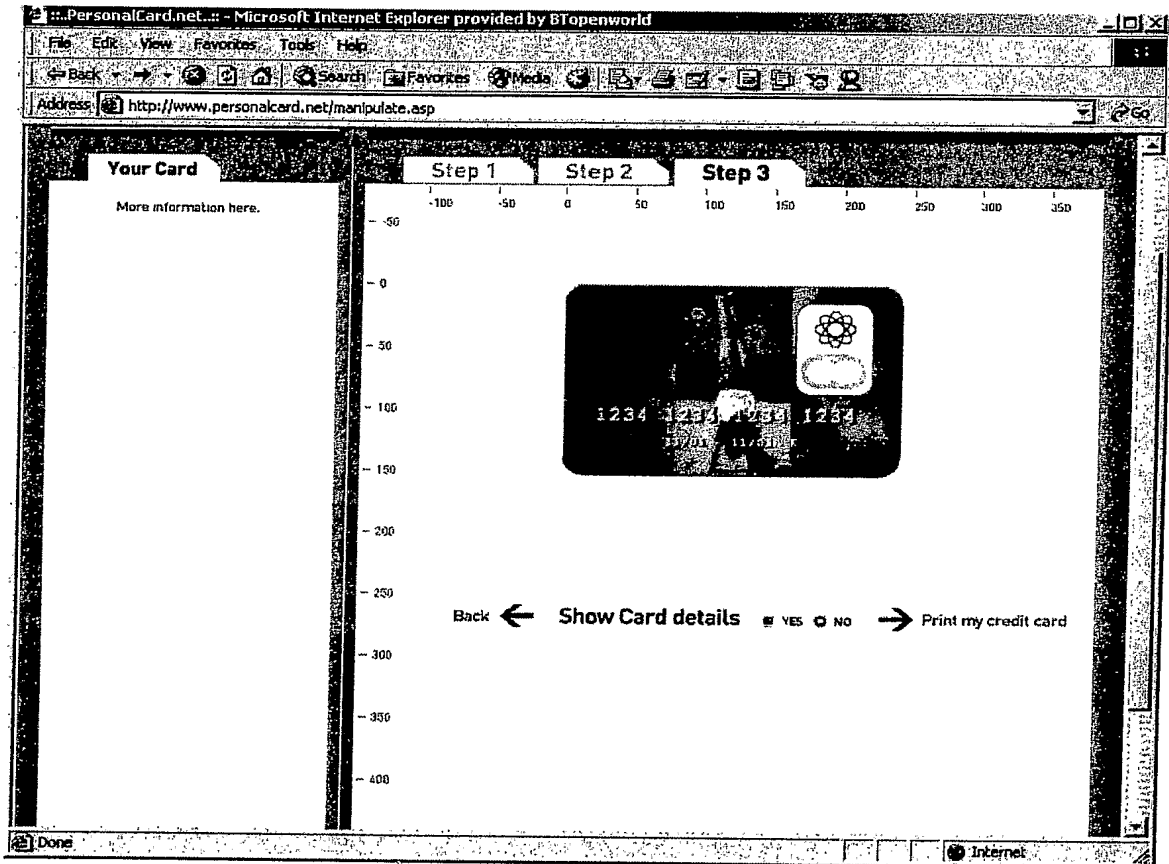 ::..PersonalCard.net..:: - Microsoft Internet Explorer provided by BTopenworld
File Edit View Favorites Tools Help
Back Search Favorites Media
Address http://www.personalcard.net/manipulate.asp Go
Your Card
Step 1 Step 2 Step 3
More information here.
-100 -50 0 50 100 150 200 250 300 350
-50
0
50
100
150
200
250
300
350
400
1234 1234 1234 1234
11/01
Back Show Card details YES NO Print my credit card
Done Internet